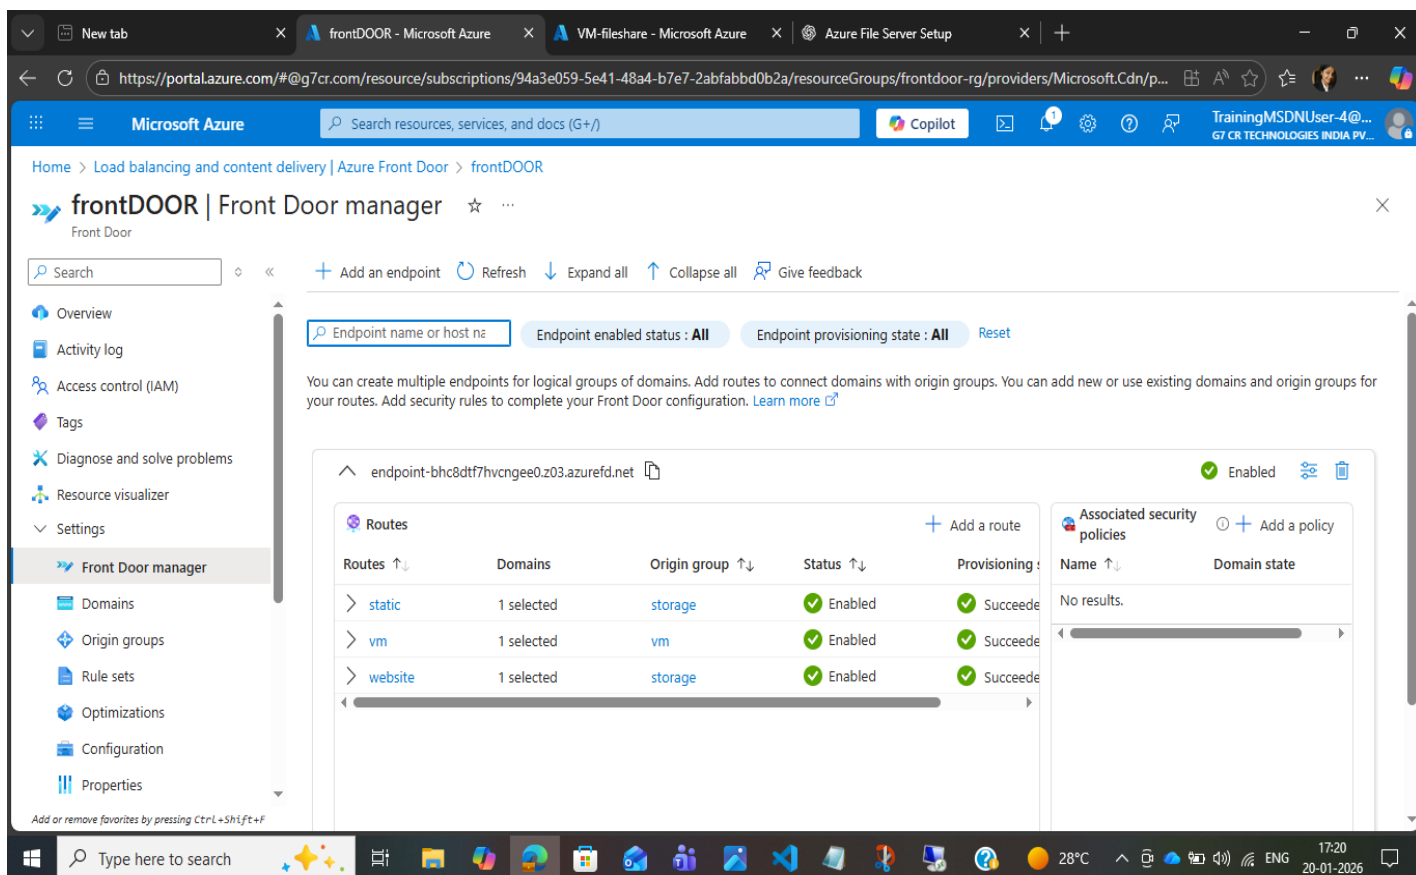 New tab
frontDOOR - Microsoft Azure
VM-fileshare - Microsoft Azure
Azure File Server Setup
https://portal.azure.com/#@g7cr.com/resource/subscriptions/94a3e059-5e41-48a4-b7e7-2abfabbd0b2a/resourceGroups/frontdoor-rg/providers/Microsoft.Cdn/p...
Microsoft Azure
Search resources, services, and docs (G+/)
Copilot
1
TrainingMSDNUser-4@...
G7 CR TECHNOLOGIES INDIA PV...
Home > Load balancing and content delivery | Azure Front Door > frontDOOR
frontDOOR | Front Door manager
Front Door
Search
Add an endpoint
Refresh
Expand all
Collapse all
Give feedback
Overview
Activity log
Access control (IAM)
Tags
Diagnose and solve problems
Resource visualizer
Settings
Front Door manager
Domains
Origin groups
Rule sets
Optimizations
Configuration
Properties
Add or remove favorites by pressing Ctrl+Shift+F
Endpoint name or host na
Endpoint enabled status : All
Endpoint provisioning state : All
Reset
You can create multiple endpoints for logical groups of domains. Add routes to connect domains with origin groups. You can add new or use existing domains and origin groups for
your routes. Add security rules to complete your Front Door configuration. Learn more
endpoint-bhc8dtf7hvcngee0.z03.azurefd.net
Enabled
Routes
Add a route
Routes Domains Origin group Status Provisioning s
static 1 selected storage Enabled Succeede
vm 1 selected vm Enabled Succeede
website 1 selected storage Enabled Succeede
Associated security
policies
Add a policy
Name Domain state
No results.
Type here to search
28°C
ENG
17:20
20-01-2026